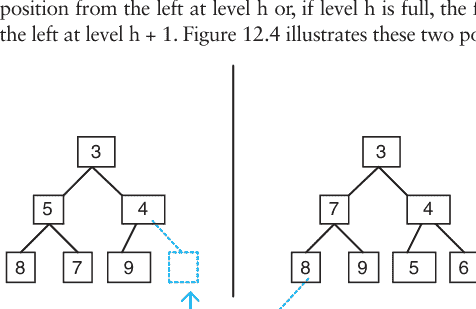 position from the left at level h or, if level h is full, the f
the left at level h + 1. Figure 12.4 illustrates these two po
3
5 4
8 7 9
3
7 4
8 9 5 6